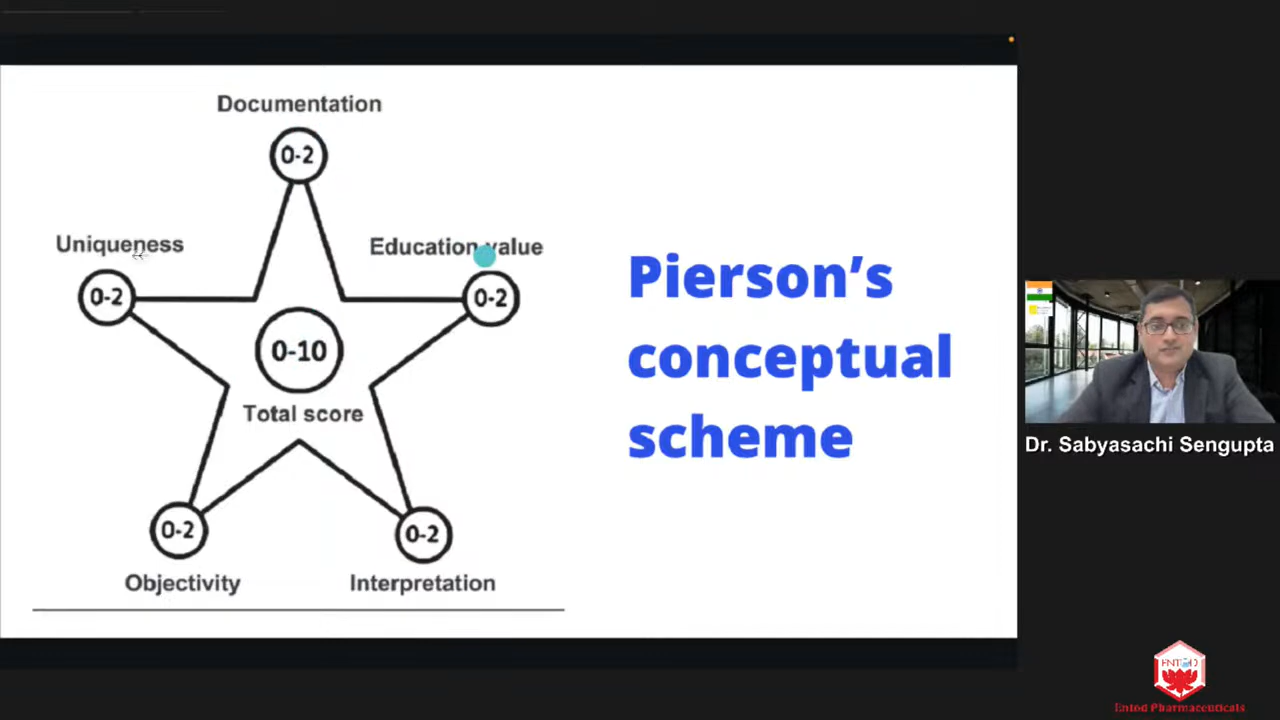 Documentation
0-2
Uniqueness
Education value
0-2
0-2
0-10
Total score
0-2
0-2
Objectivity
Interpretation
Pierson’s
conceptual
scheme
Dr. Sabyasachi Sengupta
ENTOD
Entod Pharmaceuticals